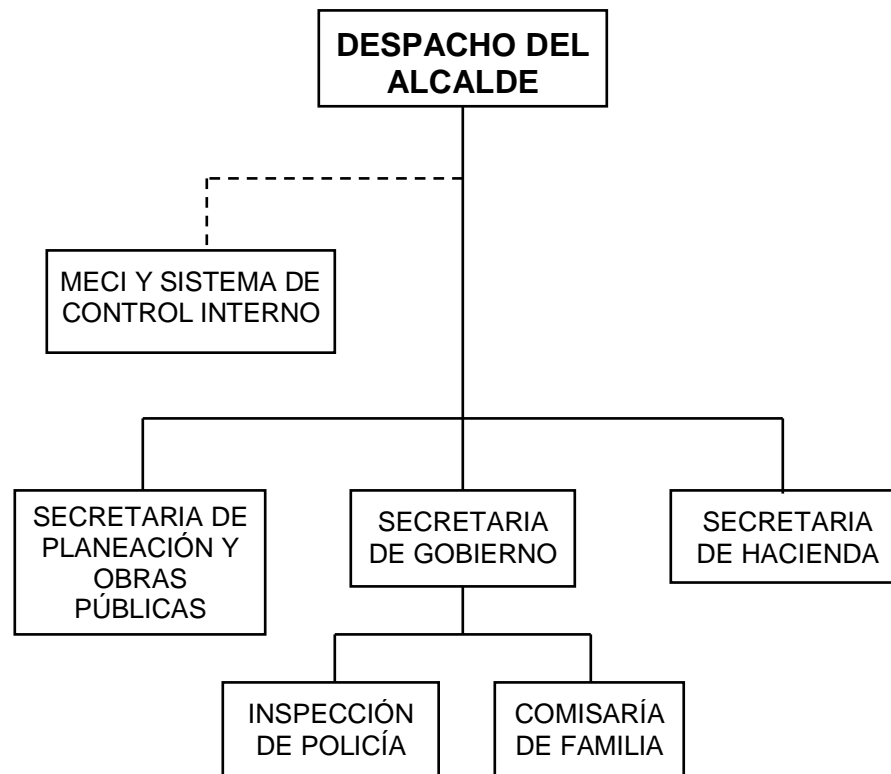 DESPACHO DEL
ALCALDE
MECI Y SISTEMA DE
CONTROL INTERNO
SECRETARIA DE
PLANEACIÓN Y
OBRAS
PÚBLICAS
SECRETARIA
DE GOBIERNO
SECRETARIA
DE HACIENDA
INSPECCIÓN
DE POLICÍA
COMISARÍA
DE FAMILIA